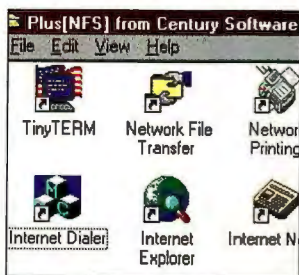 Plus[NFS] from Century Software
File Edit View Help
TinyTERM Network File Transfer Networ Printing
Internet Dialer Internet Explorer Internet N